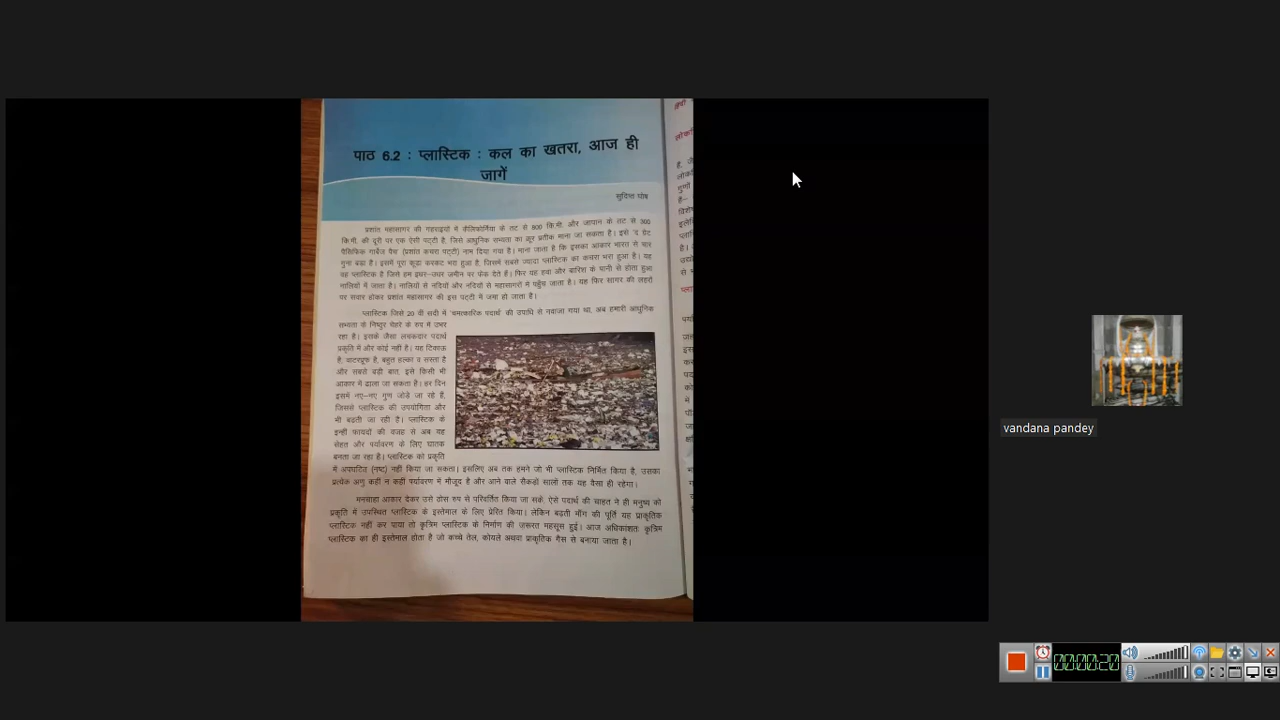 पाठ 6.2 : प्लास्टिक : कल का खतरा, आज ही
जागें
सुदिप्त घोष
प्रशांत महासागर की गहराइयों में कैलिफोर्निया के तट से 800 कि.मी. और जापान के तट से 300
कि.मी. की दूरी पर एक ऐसी पट्टी है, जिसे आधुनिक सभ्यता का क्रूर प्रतीक माना जा सकता है। इसे 'द ग्रेट
पैसिफिक गार्बेज पैच (प्रशांत कचरा पट्टी) नाम दिया गया है। माना जाता है कि इसका आकार भारत से चार
गुना बड़ा है। इसमें पूरा कूड़ा करकट भरा हुआ है, जिसमें सबसे ज्यादा प्लास्टिक का कचरा भरा हुआ है। यह
वह प्लास्टिक है जिसे हम इधर-उधर जमीन पर फेंक देते हैं। फिर यह हवा और बारिश के पानी से होता हुआ
नालियों में जाता है। नालियों से नदियों और नदियों से महासागरों में पहुँच जाता है। यह फिर सागर की लहरों
पर सवार होकर प्रशांत महासागर की इस पट्टी में जमा हो जाता है।
प्लास्टिक जिसे 20 वीं सदी में 'चमत्कारिक पदार्थ' की उपाधि से नवाजा गया था, अब हमारी आधुनिक
सभ्यता के निष्ठुर चेहरे के रूप में उभर
रहा है। इसके जैसा लचकदार पदार्थ
प्रकृति में और कोई नहीं है। यह टिकाऊ
है, वाटरप्रूफ है, बहुत हल्का व सस्ता है
और सबसे बड़ी बात, इसे किसी भी
आकार में ढाला जा सकता है। हर दिन
इसमें नए-नए गुण जोड़े जा रहे हैं,
जिससे प्लास्टिक की उपयोगिता और
भी बढ़ती जा रही है। प्लास्टिक के
इन्हीं फायदों की वजह से अब यह
सेहत और पर्यावरण के लिए घातक
बनता जा रहा है। प्लास्टिक को प्रकृति
में अपघटित (नष्ट) नहीं किया जा सकता। इसलिए अब तक हमने जो भी प्लास्टिक निर्मित किया है, उसका
प्रत्येक अणु कहीं न कहीं पर्यावरण में मौजूद है और आने वाले सैकड़ों सालों तक यह वैसा ही रहेगा।
मनचाहा आकार देकर उसे ठोस रूप से परिवर्तित किया जा सके, ऐसे पदार्थ की चाहत ने ही मनुष्य को
प्रकृति में उपस्थित प्लास्टिक के इस्तेमाल के लिए प्रेरित किया। लेकिन बढ़ती माँग की पूर्ति यह प्राकृतिक
प्लास्टिक नहीं कर पाया तो कृत्रिम प्लास्टिक के निर्माण की जरूरत महसूस हुई। आज अधिकांशतः कृत्रिम
प्लास्टिक का ही इस्तेमाल होता है जो कच्चे तेल, कोयले अथवा प्राकृतिक गैस से बनाया जाता है।
vandana pandey
00:00:20